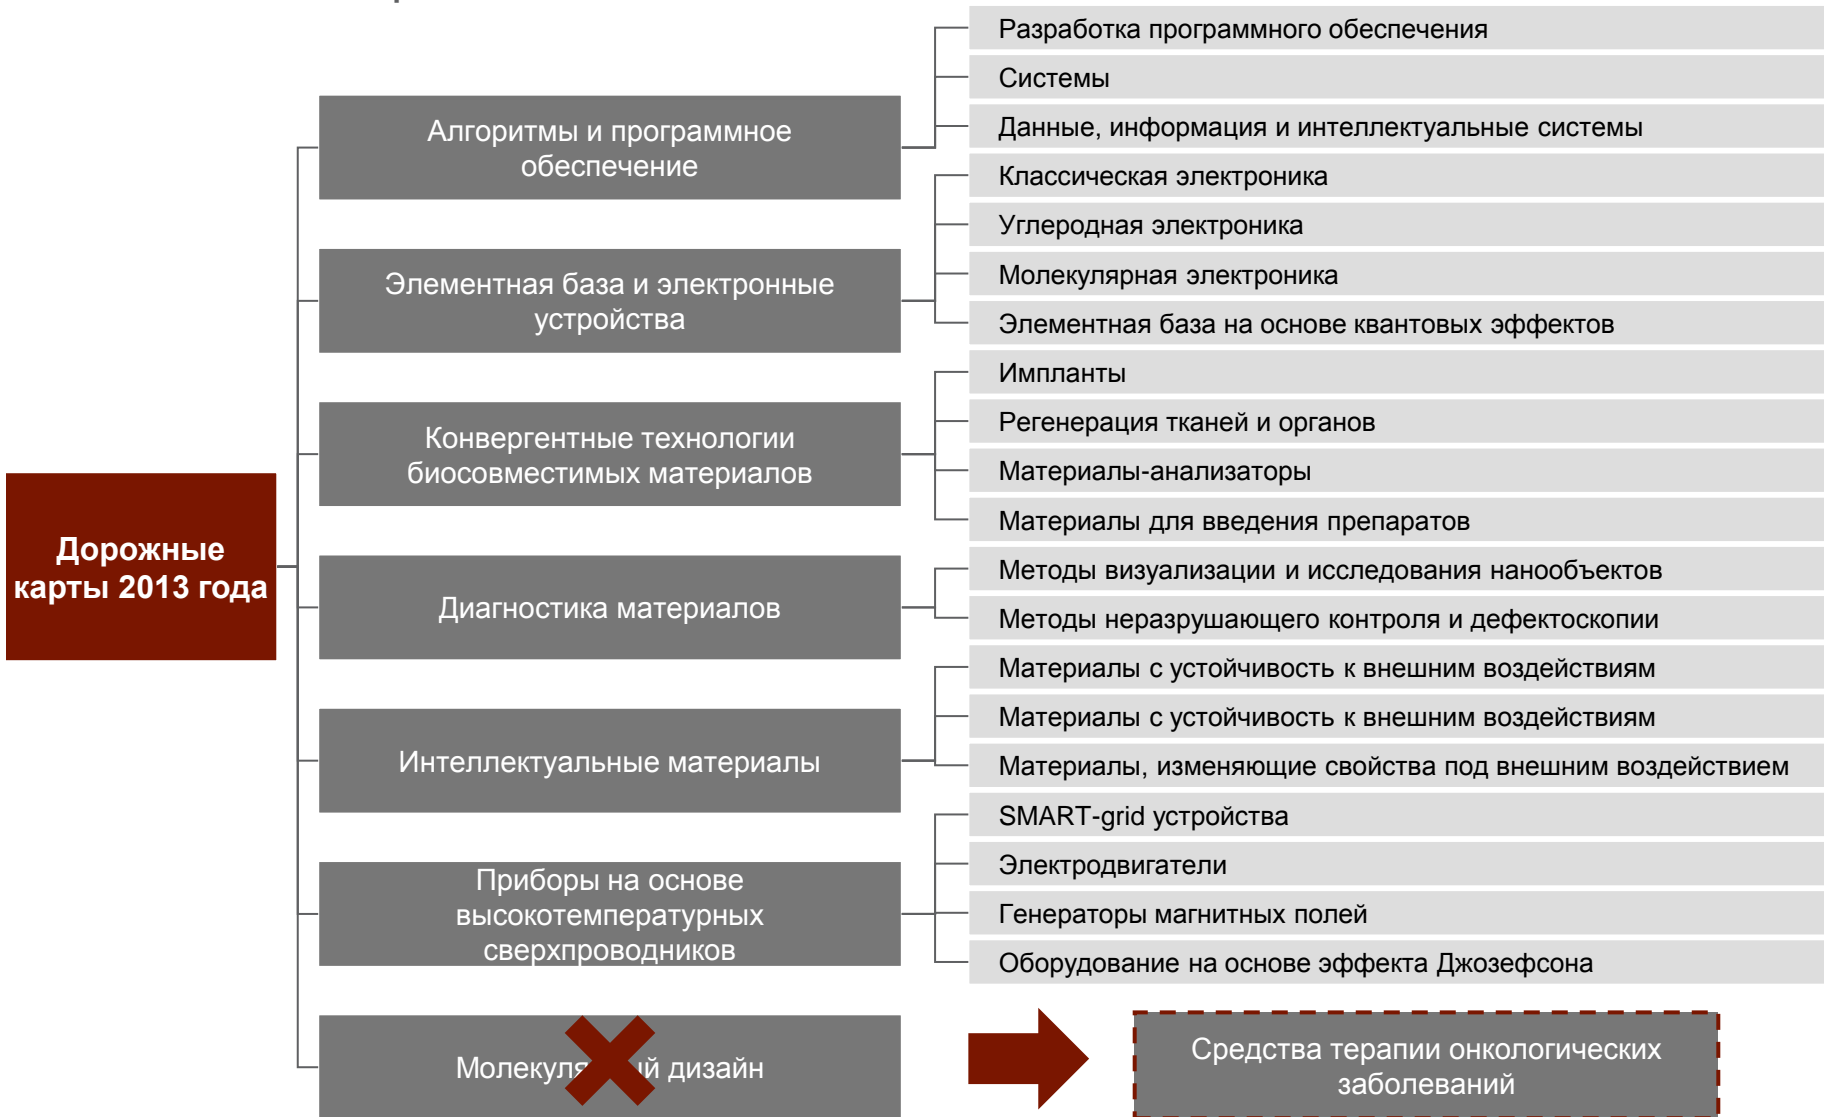 Дорожные
карты 2013 года
Алгоритмы и программное
обеспечение
Разработка программного обеспечения
Системы
Данные, информация и интеллектуальные системы
Элементная база и электронные
устройства
Классическая электроника
Углеродная электроника
Молекулярная электроника
Элементная база на основе квантовых эффектов
Конвергентные технологии
биосовместимых материалов
Импланты
Регенерация тканей и органов
Материалы-анализаторы
Материалы для введения препаратов
Диагностика материалов
Методы визуализации и исследования нанообъектов
Методы неразрушающего контроля и дефектоскопии
Интеллектуальные материалы
Материалы с устойчивость к внешним воздействиям
Материалы с устойчивость к внешним воздействиям
Материалы, изменяющие свойства под внешним воздействием
Приборы на основе
высокотемпературных
сверхпроводников
SMART-grid устройства
Электродвигатели
Генераторы магнитных полей
Оборудование на основе эффекта Джозефсона
Молекулярный дизайн
Средства терапии онкологических
заболеваний